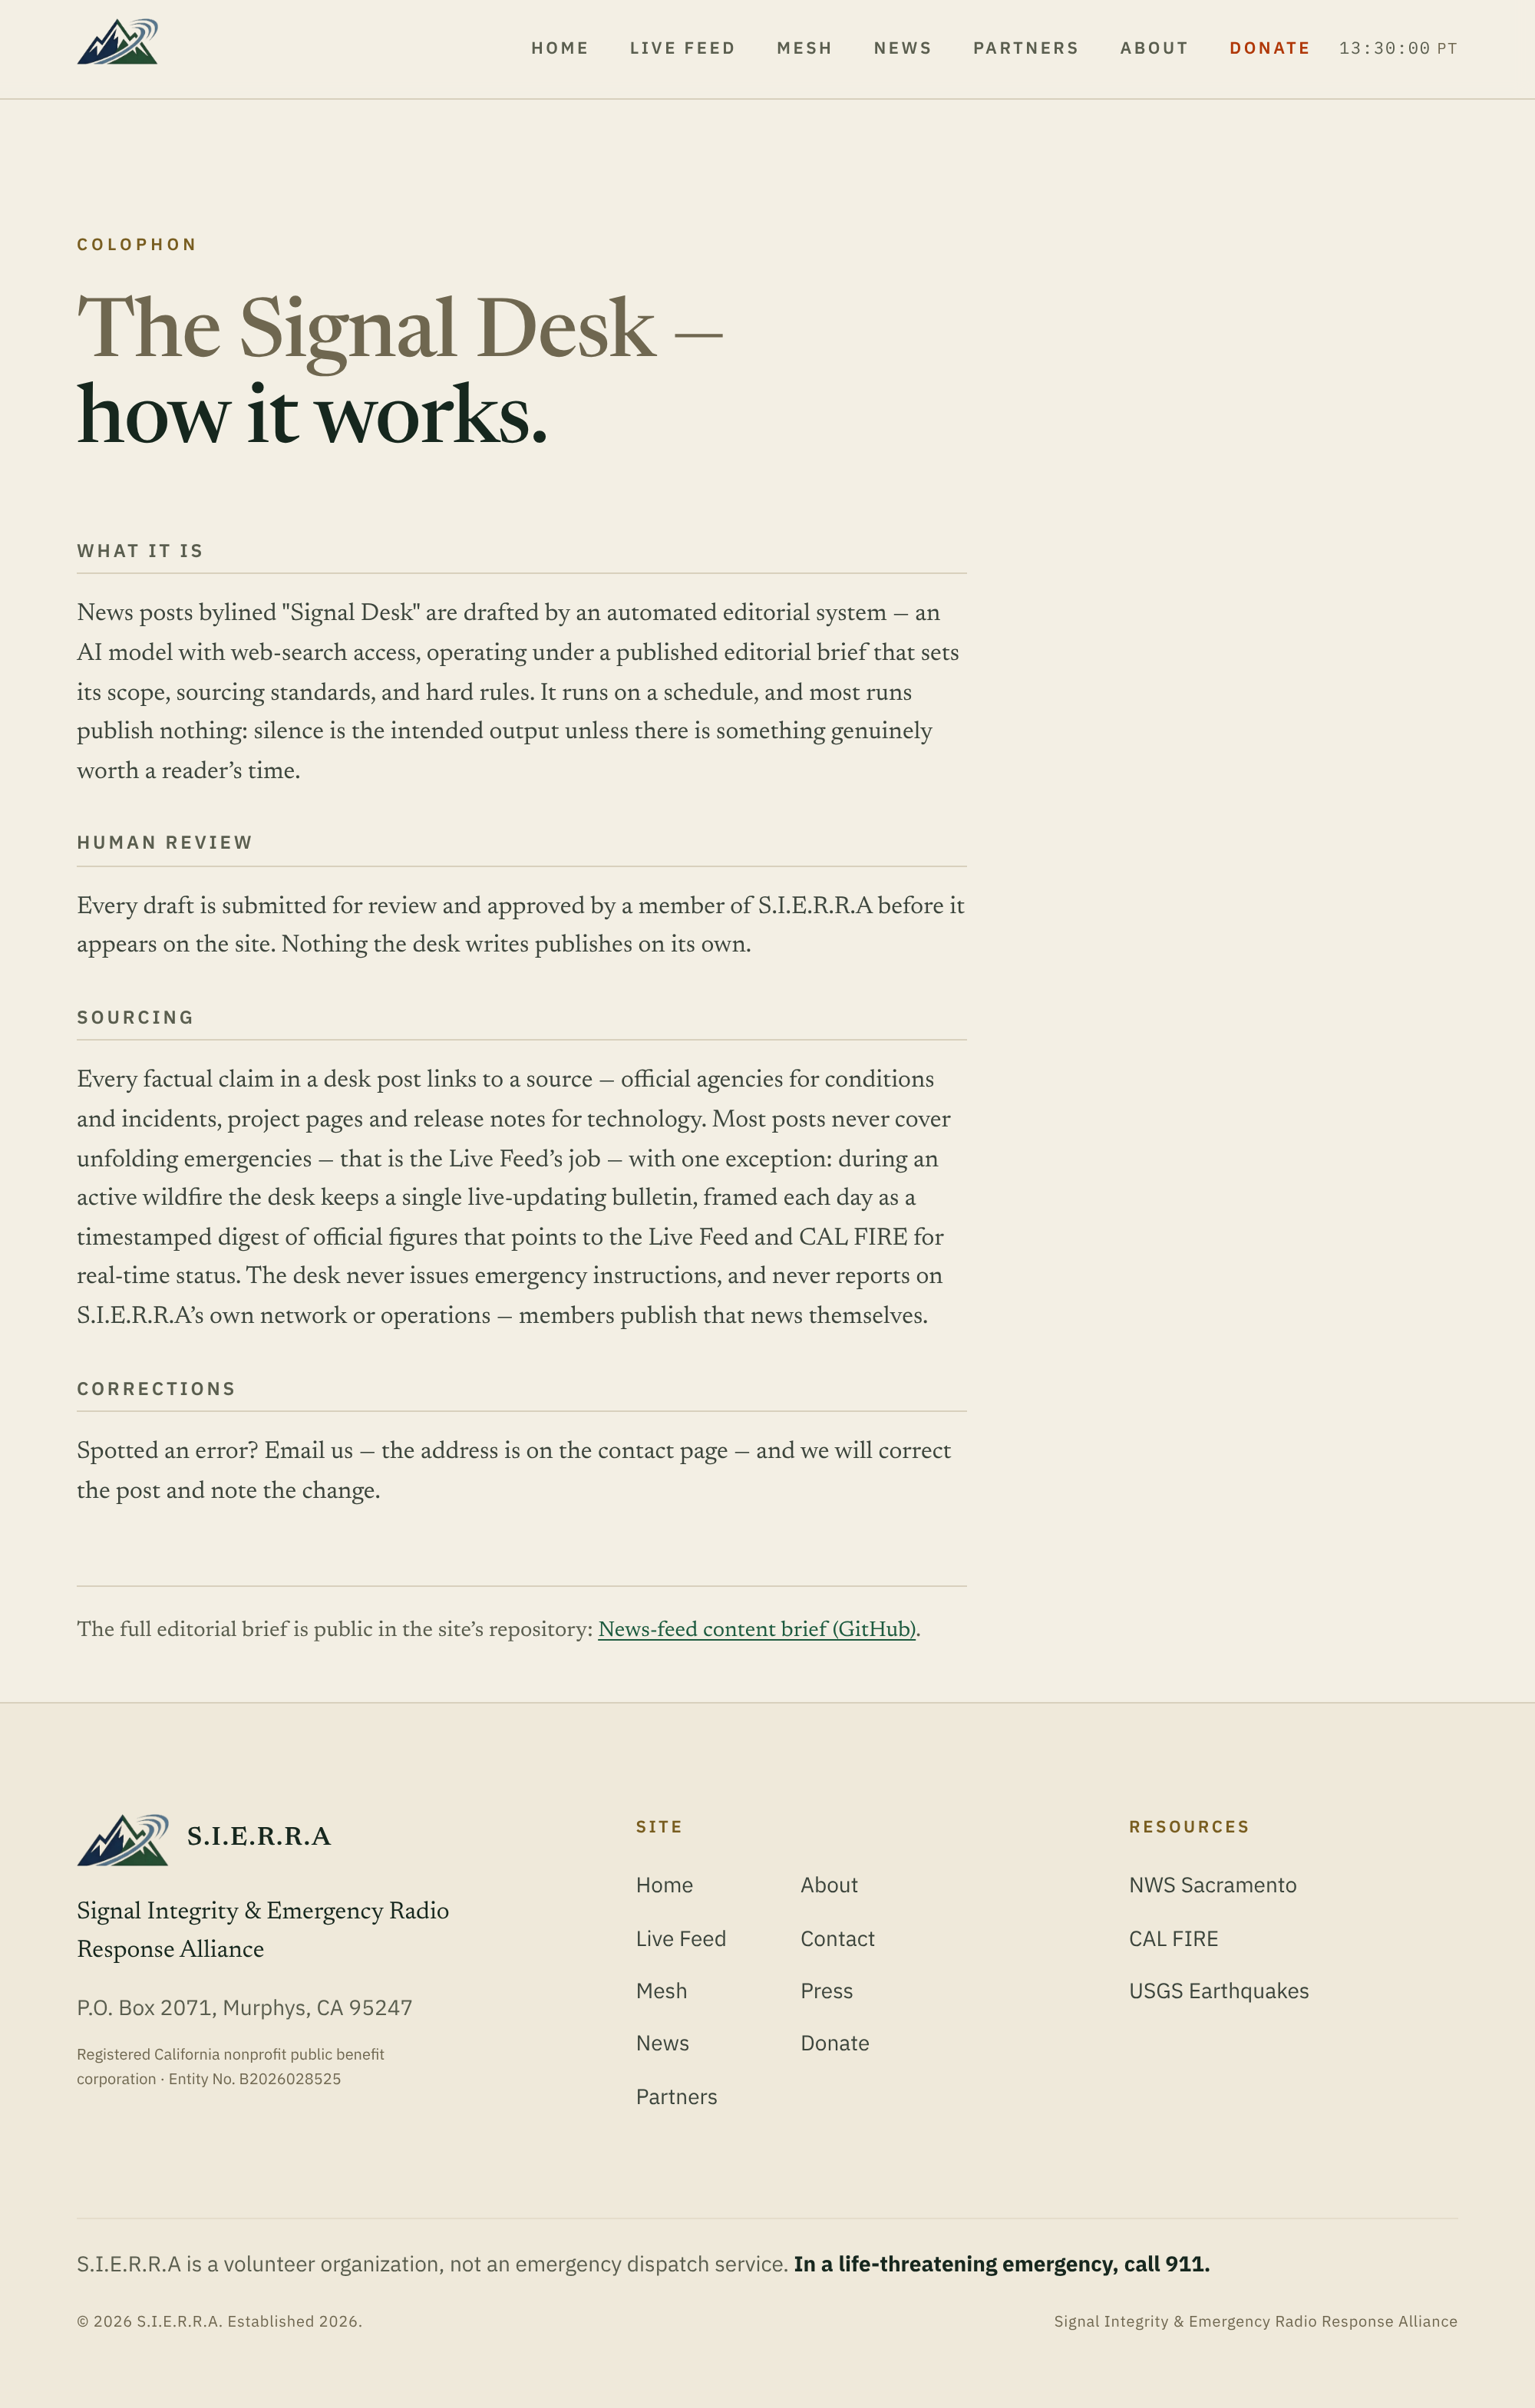 HOME LIVE FEED MESH NEWS PARTNERS ABOUT DONATE 13:30:00 PT
COLOPHON
The Signal Desk —
how it works.
WHAT IT IS
News posts bylined "Signal Desk" are drafted by an automated editorial system — an
AI model with web-search access, operating under a published editorial brief that sets
its scope, sourcing standards, and hard rules. It runs on a schedule, and most runs
publish nothing: silence is the intended output unless there is something genuinely
worth a reader’s time.
HUMAN REVIEW
Every draft is submitted for review and approved by a member of S.I.E.R.R.A before it
appears on the site. Nothing the desk writes publishes on its own.
SOURCING
Every factual claim in a desk post links to a source — official agencies for conditions
and incidents, project pages and release notes for technology. Most posts never cover
unfolding emergencies — that is the Live Feed’s job — with one exception: during an
active wildfire the desk keeps a single live-updating bulletin, framed each day as a
timestamped digest of official figures that points to the Live Feed and CAL FIRE for
real-time status. The desk never issues emergency instructions, and never reports on
S.I.E.R.R.A’s own network or operations — members publish that news themselves.
CORRECTIONS
Spotted an error? Email us — the address is on the contact page — and we will correct
the post and note the change.
The full editorial brief is public in the site’s repository: News-feed content brief (GitHub).
S.I.E.R.R.A
Signal Integrity & Emergency Radio
Response Alliance
P.O. Box 2071, Murphys, CA 95247
Registered California nonprofit public benefit
corporation · Entity No. B2026028525
SITE
Home
Live Feed
Mesh
News
Partners
About
Contact
Press
Donate
RESOURCES
NWS Sacramento
CAL FIRE
USGS Earthquakes
S.I.E.R.R.A is a volunteer organization, not an emergency dispatch service. In a life-threatening emergency, call 911.
© 2026 S.I.E.R.R.A. Established 2026.
Signal Integrity & Emergency Radio Response Alliance